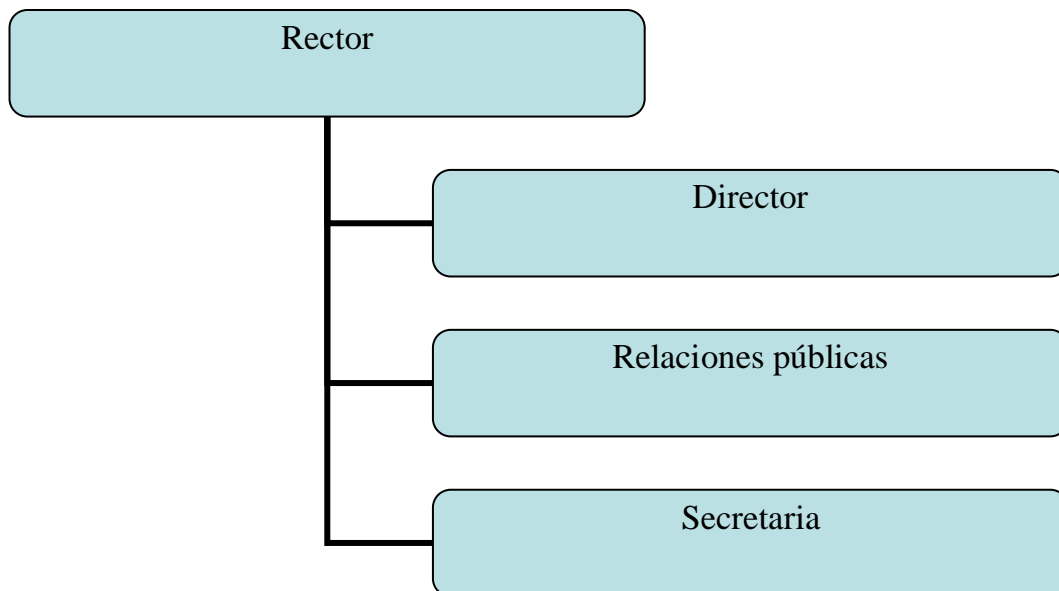 Rector
Director
Relaciones públicas
Secretaria